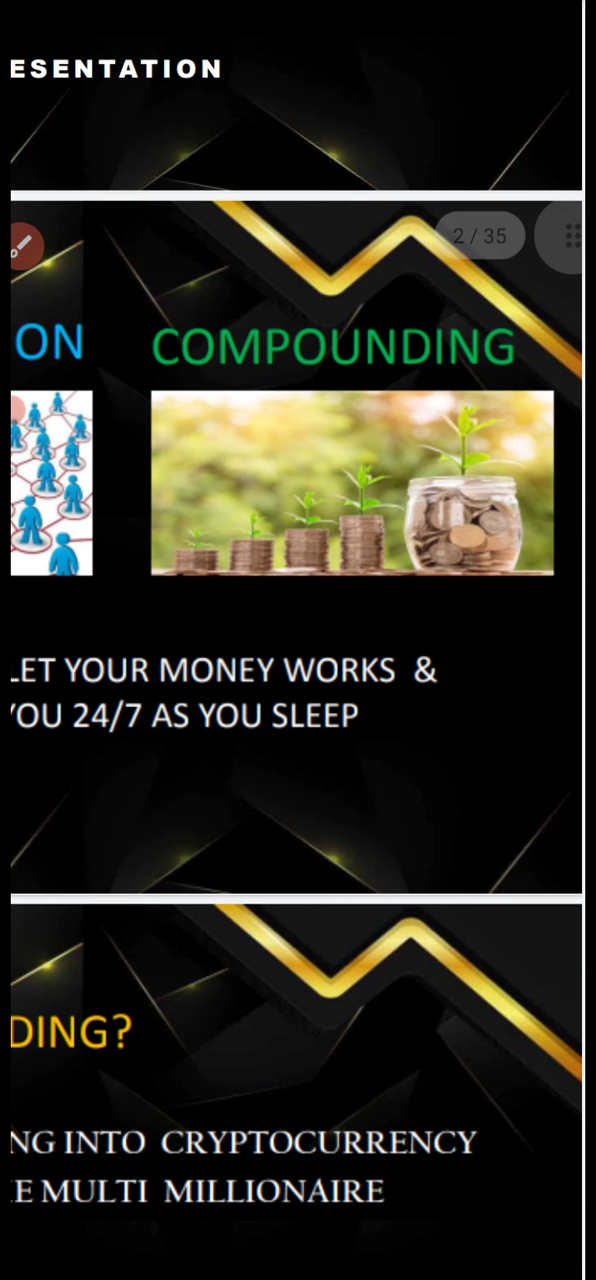 ESENTATION
2 / 35
ON
COMPOUNDING
LET YOUR MONEY WORKS &
YOU 24/7 AS YOU SLEEP
DING?
NG INTO CRYPTOCURRENCY
E MULTI MILLIONAIRE